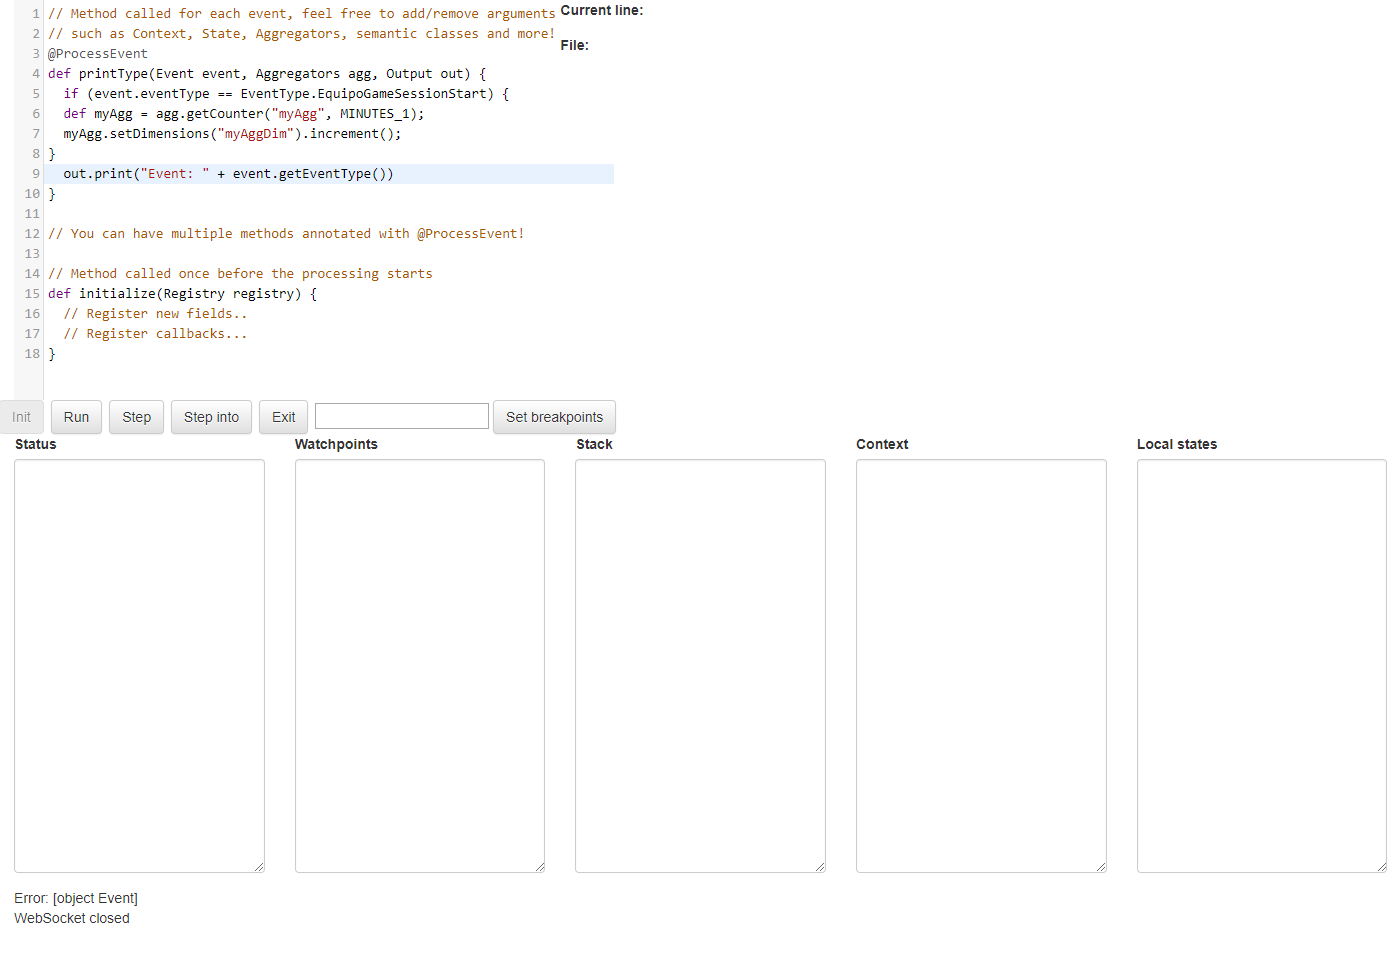 1 // Method called for each event, feel free to add/remove arguments
2 // such as Context, State, Aggregators, semantic classes and more!
3 @ProcessEvent
4 def printType(Event event, Aggregators agg, Output out) {
5   if (event.eventType == EventType.EquipoGameSessionStart) {
6   def myAgg = agg.getCounter("myAgg", MINUTES_1);
7   myAgg.setDimensions("myAggDim").increment();
8 }
9   out.print("Event: " + event.getEventType())
10 }
11
12 // You can have multiple methods annotated with @ProcessEvent!
13
14 // Method called once before the processing starts
15 def initialize(Registry registry) {
16   // Register new fields..
17   // Register callbacks...
18 }
Current line:
File:
Init Run Step Step into Exit Set breakpoints
Status Watchpoints Stack Context Local states
Error: [object Event]
WebSocket closed